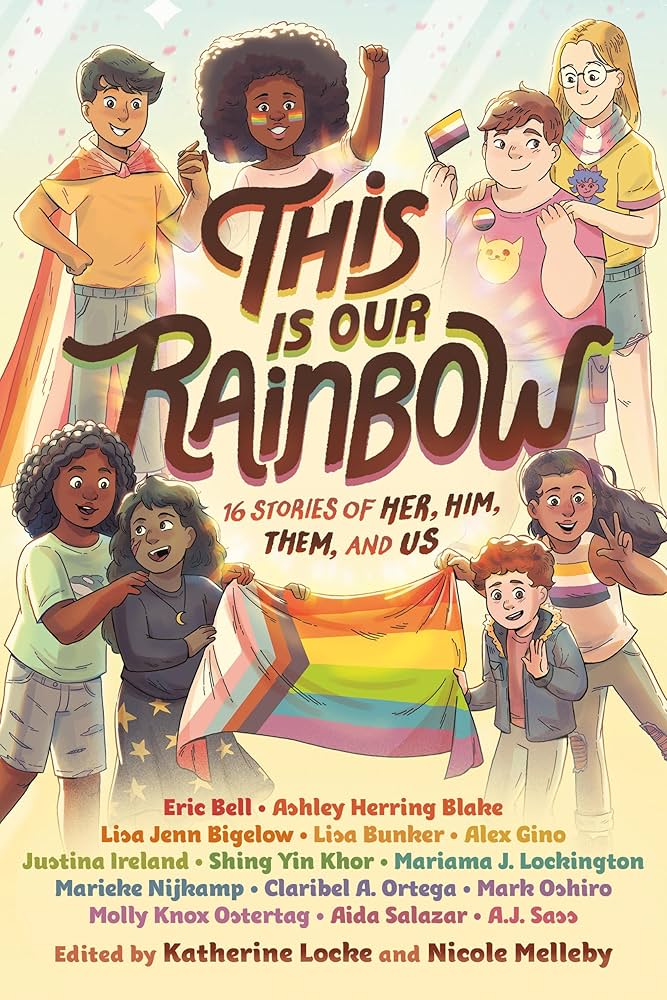 THIS
IS OUR
RAINBOW
16 STORIES OF HER, HIM,
THEM, AND US
Eric Bell • Ashley Herring Blake
Lisa Jenn Bigelow • Lisa Bunker • Alex Gino
Justina Ireland • Shing Yin Khor • Mariama J. Lockington
Marieke Nijkamp • Claribel A. Ortega • Mark Oshiro
Molly Knox Ostertag • Aida Salazar • A.J. Sass
Edited by Katherine Locke and Nicole Melleby